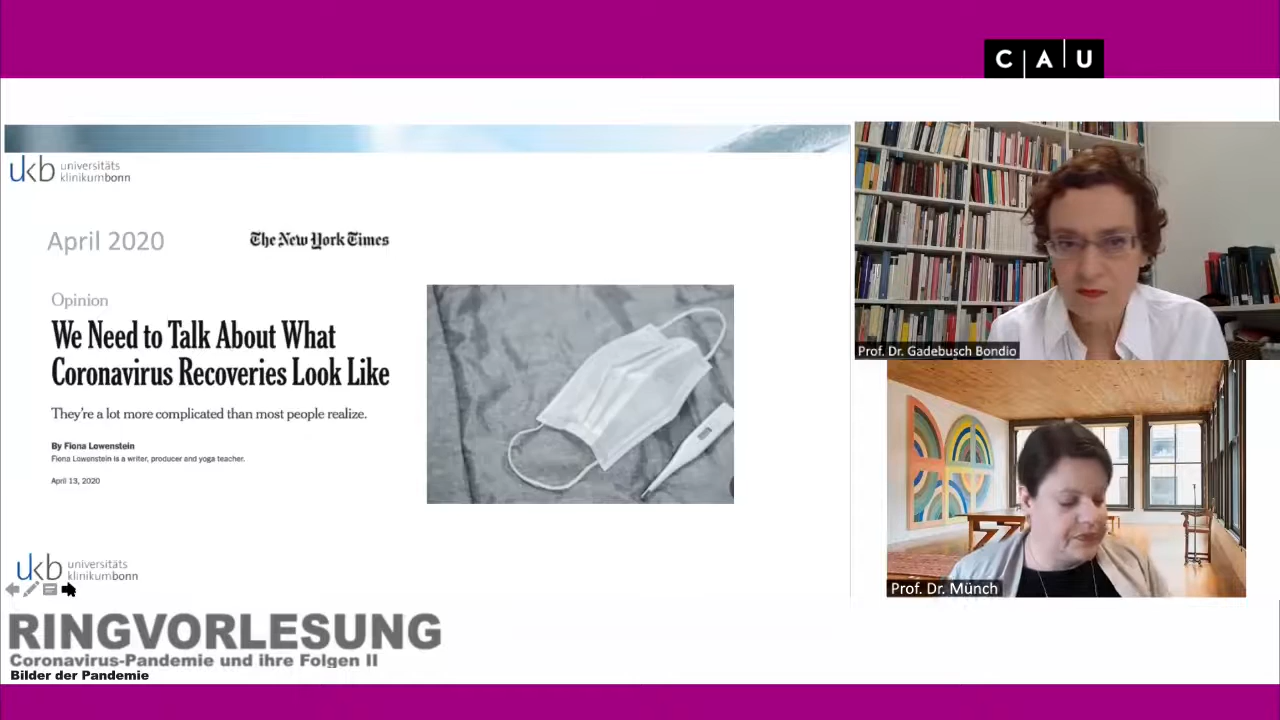 CAU
ukb universitäts
klinikumbonn
April 2020
The New York Times
Opinion
We Need to Talk About What
Coronavirus Recoveries Look Like
They're a lot more complicated than most people realize.
By Fiona Lowenstein
Fiona Lowenstein is a writer, producer and yoga teacher.
April 13, 2020
ukb universitäts
klinikumbonn
Prof. Dr. Gadebusch Bondio
Prof. Dr. Münch
RINGVORLESUNG
Coronavirus-Pandemie und ihre Folgen II
Bilder der Pandemie